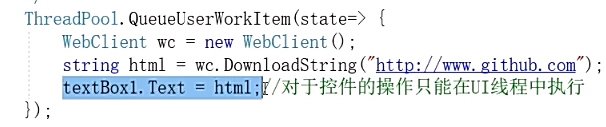 ThreadPool.QueueUserWorkItem(state=> {
WebClient wc = new WebClient();
string html = wc.DownloadString("http://www.github.com");
textBox1.Text = html;//对于控件的操作只能在UI线程中执行
});